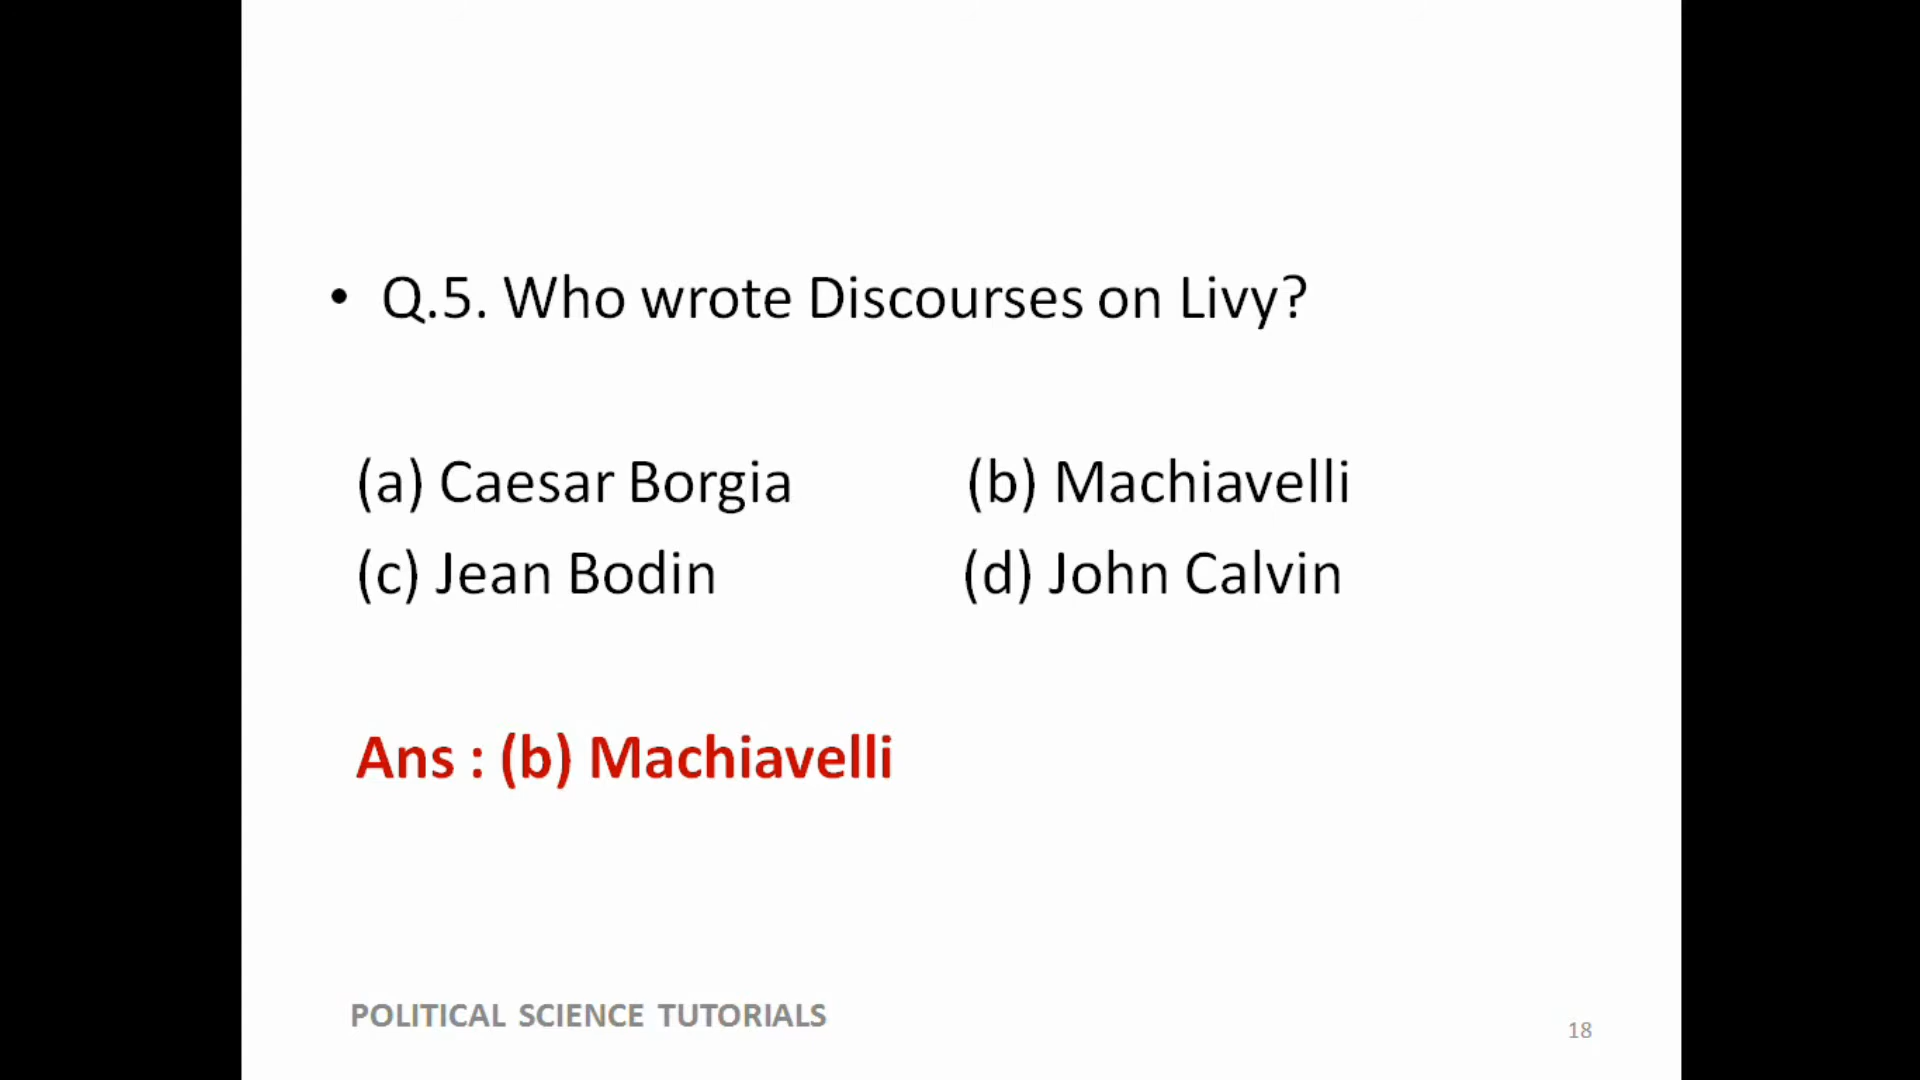 • Q.5. Who wrote Discourses on Livy?
(a) Caesar Borgia (b) Machiavelli
(c) Jean Bodin (d) John Calvin
Ans : (b) Machiavelli
POLITICAL SCIENCE TUTORIALS
18